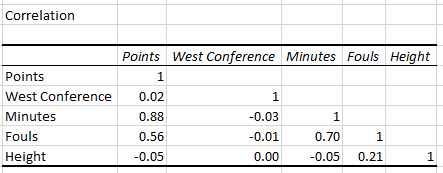 Correlation
Points West Conference Minutes Fouls Height
Points 1
West Conference 0.02 1
Minutes 0.88 -0.03 1
Fouls 0.56 -0.01 0.70 1
Height -0.05 0.00 -0.05 0.21 1